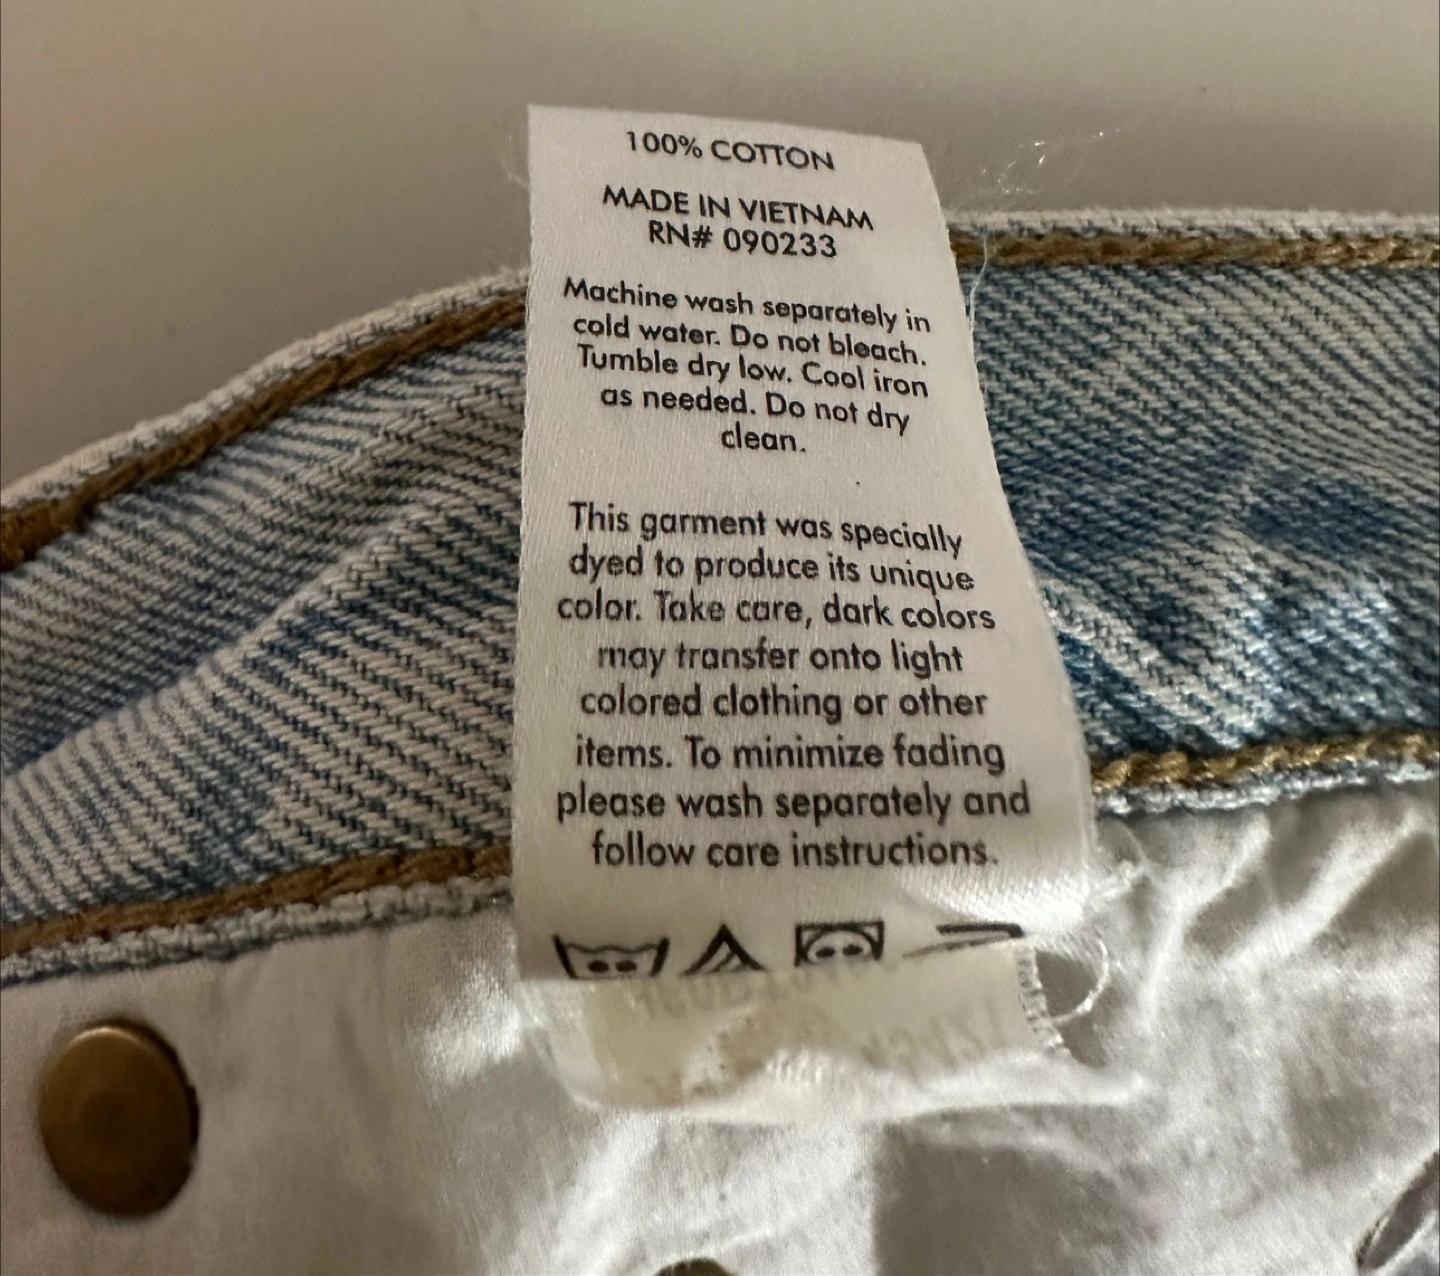 100% COTTON
MADE IN VIETNAM
RN# 090233
Machine wash separately in
cold water. Do not bleach.
Tumble dry low. Cool iron
as needed. Do not dry
clean.
This garment was specially
dyed to produce its unique
color. Take care, dark colors
may transfer onto light
colored clothing or other
items. To minimize fading
please wash separately and
follow care instructions.